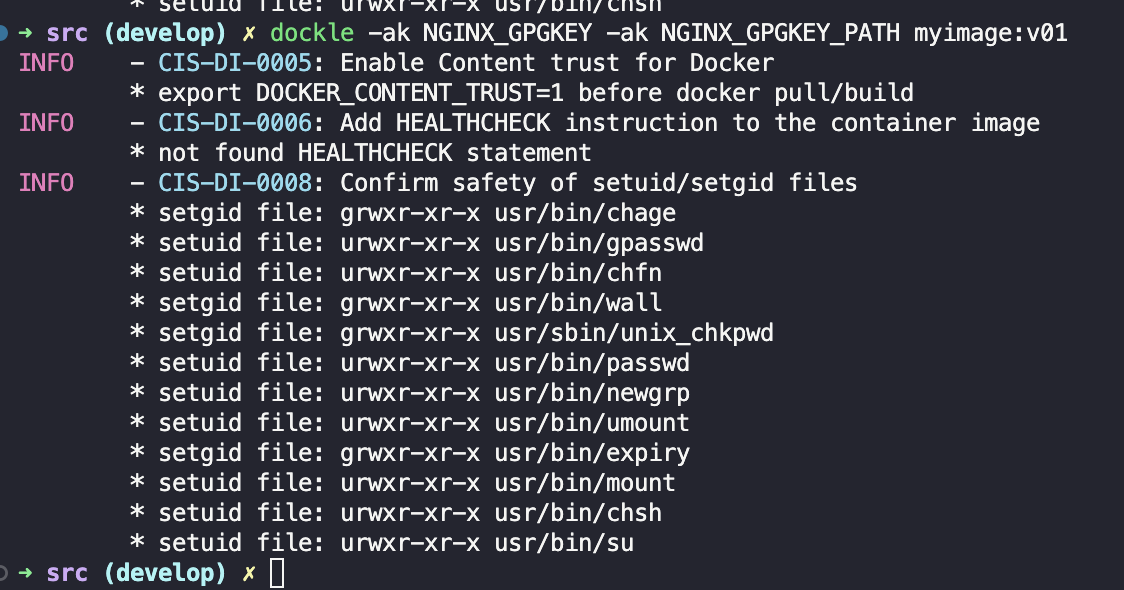 * setuid file: urwxr-xr-x usr/bin/chsh
➜ src (develop) ✗ dockle -ak NGINX_GPGKEY -ak NGINX_GPGKEY_PATH myimage:v01
INFO - CIS-DI-0005: Enable Content trust for Docker
* export DOCKER_CONTENT_TRUST=1 before docker pull/build
INFO - CIS-DI-0006: Add HEALTHCHECK instruction to the container image
* not found HEALTHCHECK statement
INFO - CIS-DI-0008: Confirm safety of setuid/setgid files
* setgid file: grwxr-xr-x usr/bin/chage
* setuid file: urwxr-xr-x usr/bin/gpasswd
* setuid file: urwxr-xr-x usr/bin/chfn
* setgid file: grwxr-xr-x usr/bin/wall
* setgid file: grwxr-xr-x usr/sbin/unix_chkpwd
* setuid file: urwxr-xr-x usr/bin/passwd
* setuid file: urwxr-xr-x usr/bin/newgrp
* setuid file: urwxr-xr-x usr/bin/umount
* setgid file: grwxr-xr-x usr/bin/expiry
* setuid file: urwxr-xr-x usr/bin/mount
* setuid file: urwxr-xr-x usr/bin/chsh
* setuid file: urwxr-xr-x usr/bin/su
➜ src (develop) ✗